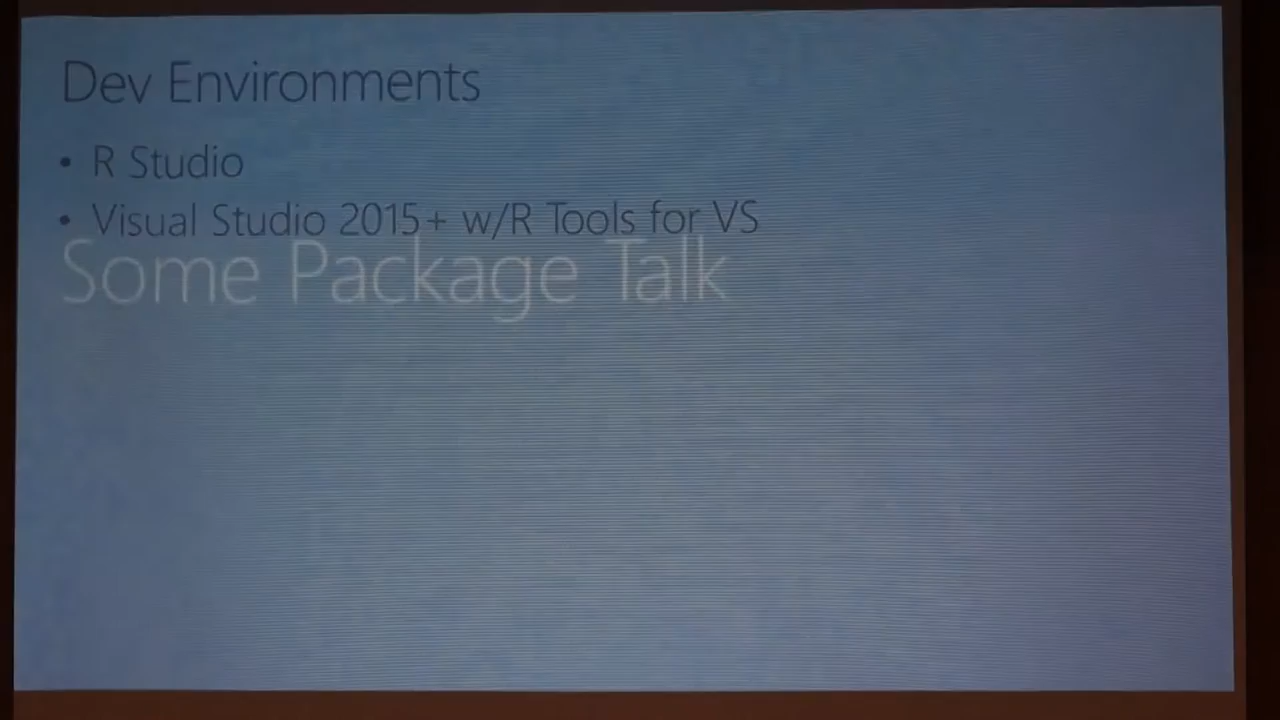 Dev Environments
• R Studio
• Visual Studio 2015+ w/R Tools for VS
Some Package Talk